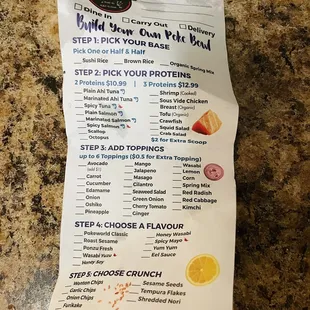 Dine In
Carry Out
Delivery
Build Your Own Poke Bowl
STEP 1: PICK YOUR BASE
Pick One or Half & Half
Sushi Rice Brown Rice Organic Spring Mix
STEP 2: PICK YOUR PROTEINS
2 Proteins $10.99 | 3 Proteins $12.99
Plain Ahi Tuna
Marinated Ahi Tuna
Spicy Tuna
Plain Salmon
Marinated Salmon
Spicy Salmon
Scallop
Octopus
Shrimp (Cooked)
Sous Vide Chicken
Breast
Tofu
Crawfish
Squid Salad
Crab Salad
$2 for Extra Scoop
STEP 3: ADD TOPPINGS
up to 6 Toppings ($0.5 for Extra Topping)
Avocado
Carrot
Cucumber
Edamame
Onion
Oshiko
Pineapple
Mango
Jalapeno
Masago
Cilantro
Seaweed Salad
Green Onion
Cherry Tomato
Ginger
Wasabi
Lemon
Corn
Spring Mix
Red Radish
Red Cabbage
Kimchi
STEP 4: CHOOSE A FLAVOUR
Pokeworld Classic
Roast Sesame
Ponzu Fresh
Wasabi Yuzu
Honey Soy
Honey Wasabi
Spicy Mayo
Yum Yum
Eel Sauce
STEP 5: CHOOSE CRUNCH
Wonton Chips
Garlic Chips
Onion Chips
Furikake
Sesame Seeds
Tempura Flakes
Shredded Nori